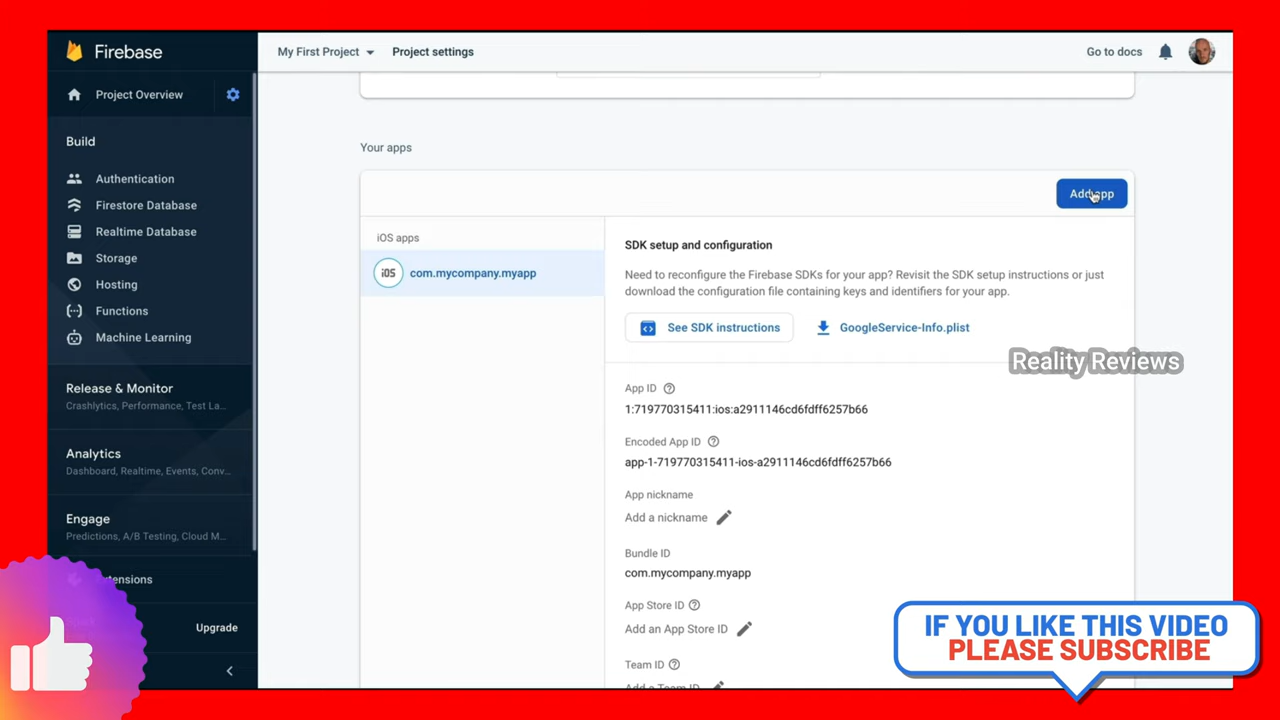 Firebase
My First Project
Project settings
Go to docs
Project Overview
Build
Authentication
Firestore Database
Realtime Database
Storage
Hosting
Functions
Machine Learning
Release & Monitor
Crashlytics, Performance, Test La...
Analytics
Dashboard, Realtime, Events, Conv...
Engage
Predictions, A/B Testing, Cloud M...
Upgrade
Your apps
Add app
iOS apps
iOS
com.mycompany.myapp
SDK setup and configuration
Need to reconfigure the Firebase SDKs for your app? Revisit the SDK setup instructions or just
download the configuration file containing keys and identifiers for your app.
See SDK instructions
GoogleService-Info.plist
Reality Reviews
App ID
1:719770315411:ios:a2911146cd6fdff6257b66
Encoded App ID
app-1-719770315411-ios-a2911146cd6fdff6257b66
App nickname
Add a nickname
Bundle ID
com.mycompany.myapp
App Store ID
Add an App Store ID
Team ID
Add a Team ID
IF YOU LIKE THIS VIDEO
PLEASE SUBSCRIBE